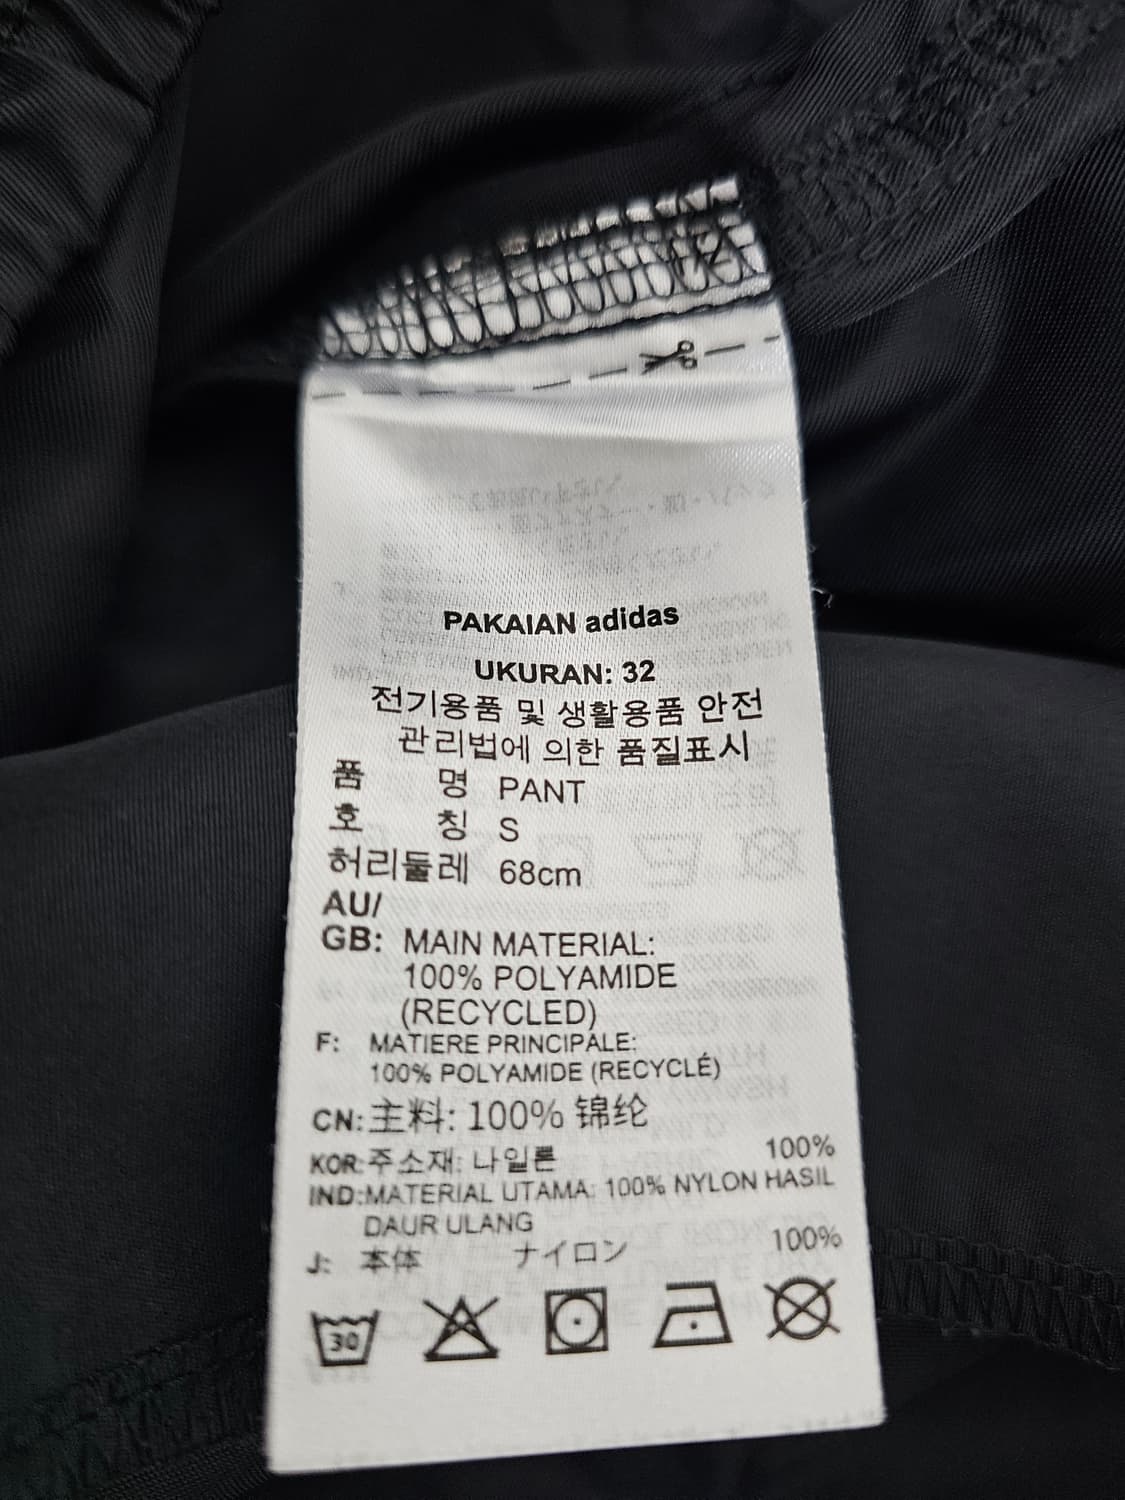 PAKAIAN adidas
UKURAN: 32
전기용품 및 생활용품 안전
관리법에 의한 품질표시
품 명 PANT
호 칭 S
허리둘레 68cm
AU/
GB: MAIN MATERIAL:
100% POLYAMIDE
(RECYCLED)
F: MATIERE PRINCIPALE:
100% POLYAMIDE (RECYCLÉ)
CN: 主料: 100% 锦纶
KOR: 주소재: 나일론 100%
IND: MATERIAL UTAMA: 100% NYLON HASIL
DAUR ULANG
J: 本体 ナイロン 100%
30